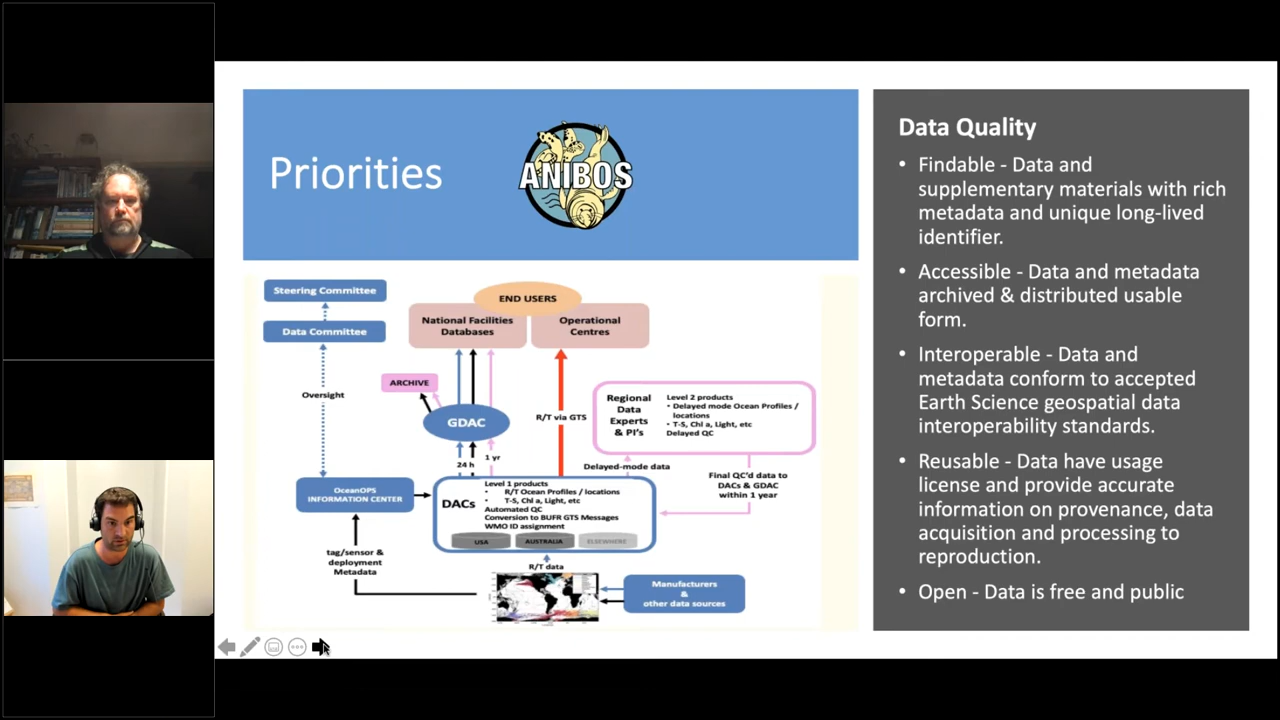 Priorities
ANIBOS
Steering Committee
Data Committee
Oversight
OceanOPS
INFORMATION CENTER
tag/sensor &
deployment
Metadata
END USERS
National Facilities
Databases
Operational
Centres
ARCHIVE
GDAC
R/T via GTS
24 h
1 yr
Regional
Data
Experts
& PI's
Level 2 products
• Delayed mode Ocean Profiles /
locations
• T-S, Chl a, Light, etc
Delayed QC
Delayed-mode data
Final QC'd data to
DACs & GDAC
within 1 year
DACs
Level 1 products
• R/T Ocean Profiles / locations
• T-S, Chl a, Light, etc
Automated QC
Conversion to BUFR GTS Messages
WMO ID assignment
USA
AUSTRALIA
ELSEWHERE
R/T data
Manufacturers
&
other data sources
Data Quality
• Findable - Data and
supplementary materials with rich
metadata and unique long-lived
identifier.
• Accessible - Data and metadata
archived & distributed usable
form.
• Interoperable - Data and
metadata conform to accepted
Earth Science geospatial data
interoperability standards.
• Reusable - Data have usage
license and provide accurate
information on provenance, data
acquisition and processing to
reproduction.
• Open - Data is free and public